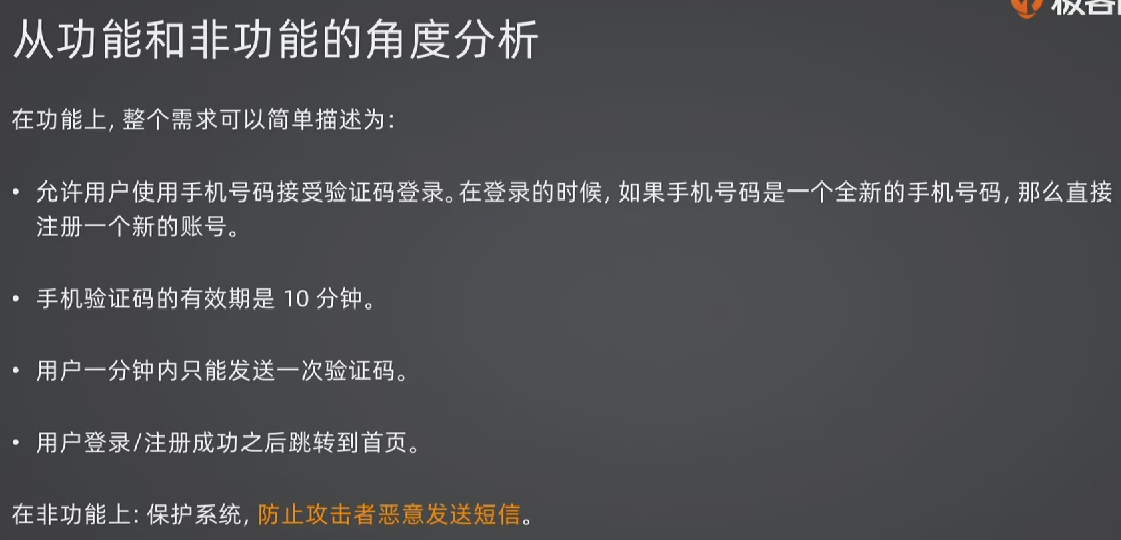 从功能和非功能的角度分析
在功能上, 整个需求可以简单描述为:
• 允许用户使用手机号码接受验证码登录。在登录的时候, 如果手机号码是一个全新的手机号码, 那么直接
注册一个新的账号。
• 手机验证码的有效期是 10 分钟。
• 用户一分钟内只能发送一次验证码。
• 用户登录/注册成功之后跳转到首页。
在非功能上: 保护系统, 防止攻击者恶意发送短信。